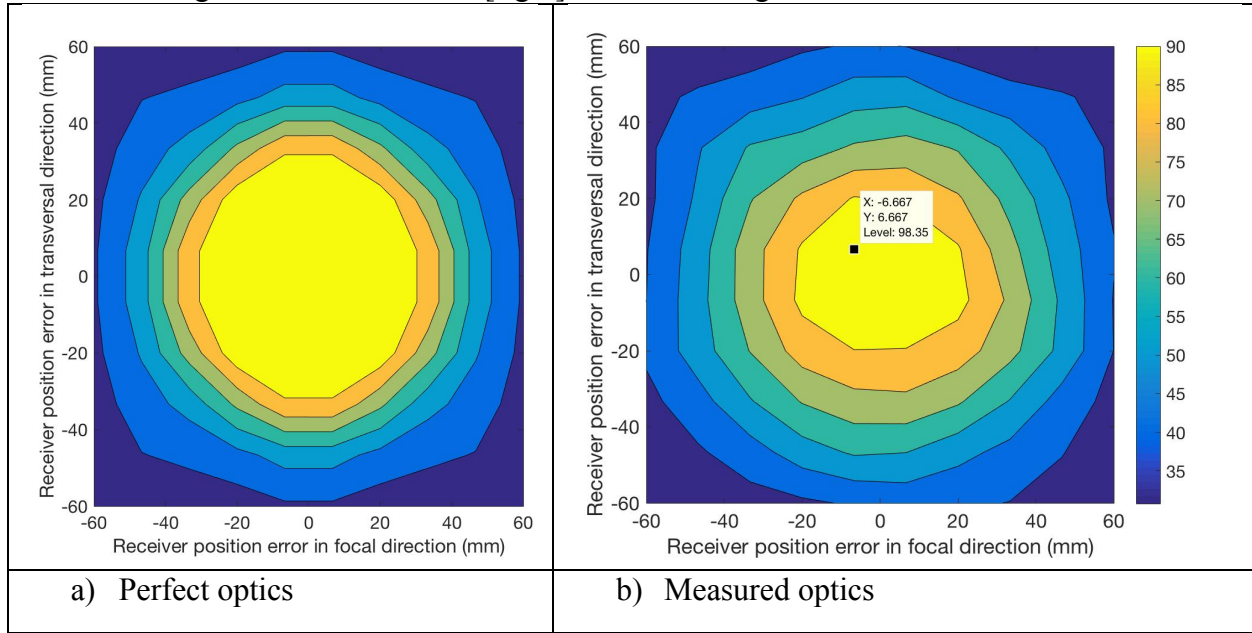 60
40
20
0
-20
-40
-60
-60 -40 -20 0 20 40 60
Receiver position error in transversal direction (mm)
Receiver position error in focal direction (mm)
60
40
20
0
-20
-40
-60
-60 -40 -20 0 20 40 60
Receiver position error in transversal direction (mm)
Receiver position error in focal direction (mm)
X: -6.667
Y: 6.667
Level: 98.35
90
85
80
75
70
65
60
55
50
45
40
35
a) Perfect optics
b) Measured optics